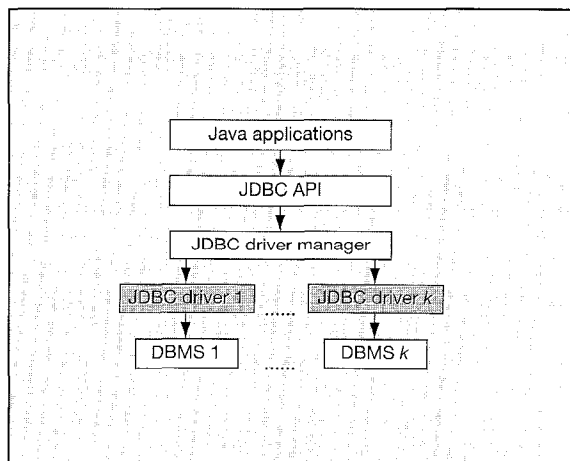 Java applications
JDBC API
JDBC driver manager
JDBC driver 1 ...... JDBC driver k
DBMS 1 ...... DBMS k